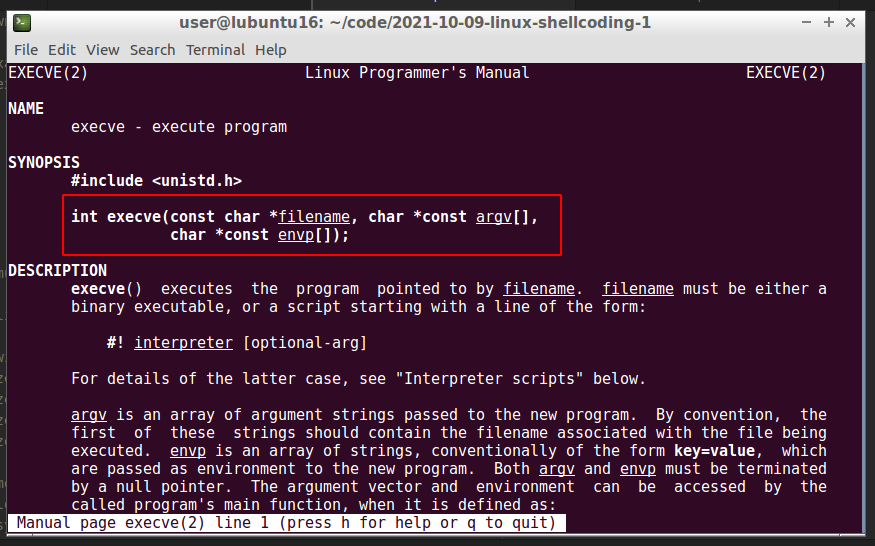 user@lubuntu16: ~/code/2021-10-09-linux-shellcoding-1
File Edit View Search Terminal Help
EXECVE(2) Linux Programmer's Manual EXECVE(2)
NAME
execve - execute program
SYNOPSIS
#include <unistd.h>
int execve(const char *filename, char *const argv[],
char *const envp[]);
DESCRIPTION
execve() executes the program pointed to by filename. filename must be either a
binary executable, or a script starting with a line of the form:
#! interpreter [optional-arg]
For details of the latter case, see "Interpreter scripts" below.
argv is an array of argument strings passed to the new program. By convention, the
first of these strings should contain the filename associated with the file being
executed. envp is an array of strings, conventionally of the form key=value, which
are passed as environment to the new program. Both argv and envp must be terminated
by a null pointer. The argument vector and environment can be accessed by the
called program's main function, when it is defined as:
Manual page execve(2) line 1 (press h for help or q to quit)